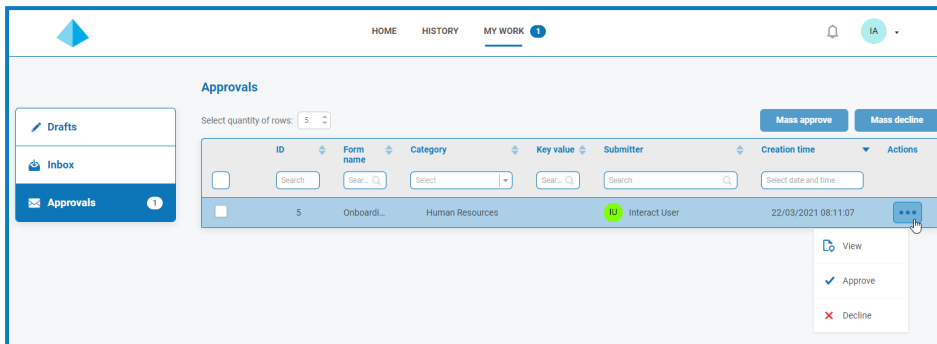 HOME HISTORY MY WORK 1 IA
Approvals
Select quantity of rows: 5 Mass approve Mass decline
Drafts
Inbox
Approvals 1
ID Form name Category Key value Submitter Creation time Actions
Search Sear... Select Sear... Search Select date and time
5 Onboardi... Human Resources IU Interact User 22/03/2021 08:11:07
View
Approve
Decline